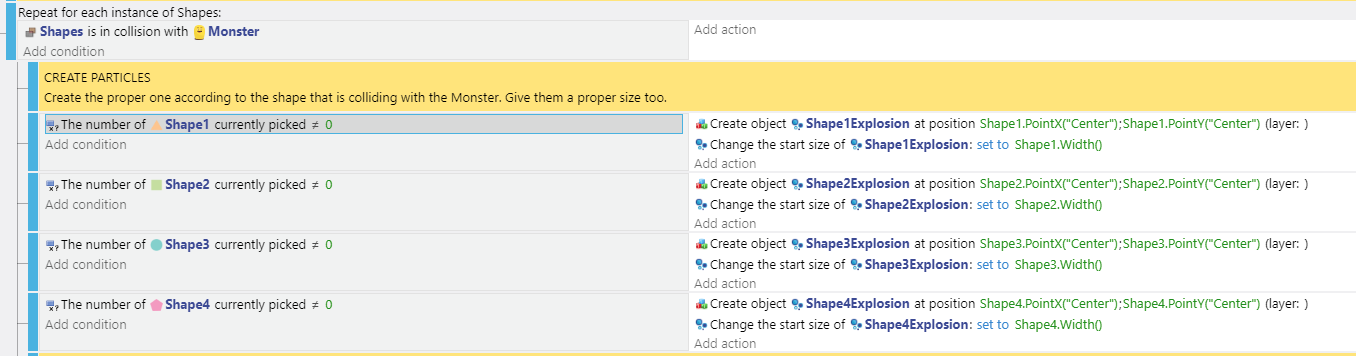 Repeat for each instance of Shapes:
Shapes is in collision with Monster
Add action
Add condition
CREATE PARTICLES
Create the proper one according to the shape that is colliding with the Monster. Give them a proper size too.
The number of Shape1 currently picked ≠ 0
Add condition
Create object Shape1Explosion at position Shape1.PointX("Center");Shape1.PointY("Center") (layer: )
Change the start size of Shape1Explosion: set to Shape1.Width()
Add action
The number of Shape2 currently picked ≠ 0
Add condition
Create object Shape2Explosion at position Shape2.PointX("Center");Shape2.PointY("Center") (layer: )
Change the start size of Shape2Explosion: set to Shape2.Width()
Add action
The number of Shape3 currently picked ≠ 0
Add condition
Create object Shape3Explosion at position Shape3.PointX("Center");Shape3.PointY("Center") (layer: )
Change the start size of Shape3Explosion: set to Shape3.Width()
Add action
The number of Shape4 currently picked ≠ 0
Add condition
Create object Shape4Explosion at position Shape4.PointX("Center");Shape4.PointY("Center") (layer: )
Change the start size of Shape4Explosion: set to Shape4.Width()
Add action